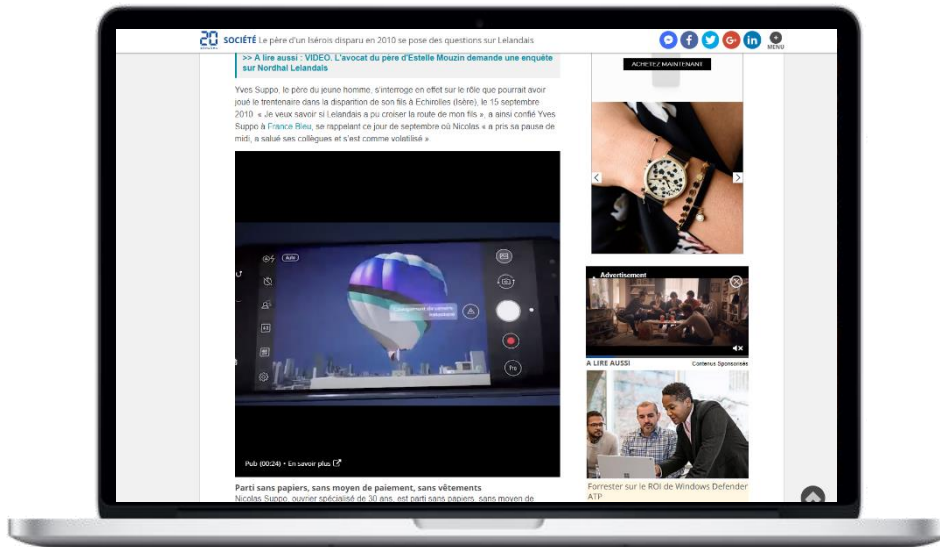 20 SOCIÉTÉ Le père d'un Isérois disparu en 2010 se pose des questions sur Lelandais
MENU
>> A lire aussi : VIDEO. L'avocat du père d'Estelle Mouzin demande une enquête
sur Nordhal Lelandais
Yves Suppo, le père du jeune homme, s'interroge en effet sur le rôle que pourrait avoir
joué le trentenaire dans la disparition de son fils à Echirolles (Isère), le 15 septembre
2010. « Je veux savoir si Lelandais a pu croiser la route de mon fils », a ainsi confié Yves
Suppo à France Bleu, se rappelant ce jour de septembre où Nicolas « a pris sa pause de
midi, a salué ses collègues et s'est comme volatilisé »
Auto
Changement de caméra
instantané
Pro
Pub (00:24) • En savoir plus
Parti sans papiers, sans moyen de paiement, sans vêtements
Nicolas Suppo, ouvrier spécialisé de 30 ans, est parti sans papiers, sans moyen de
ACHETEZ MAINTENANT
Advertisement
A LIRE AUSSI
Contenus Sponsorisés
Forrester sur le ROI de Windows Defender
ATP